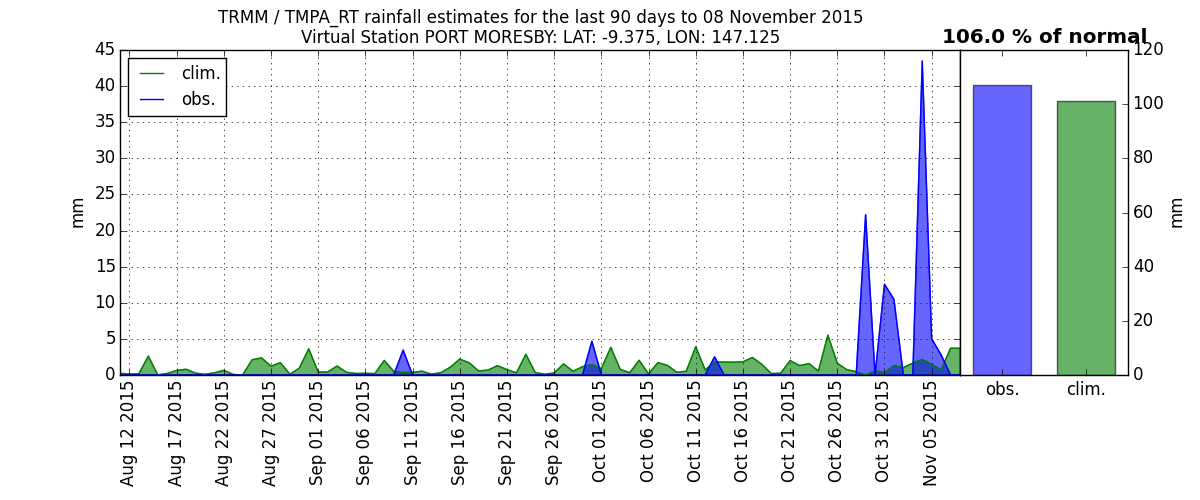 TRMM / TMPA_RT rainfall estimates for the last 90 days to 08 November 2015
Virtual Station PORT MORESBY: LAT: -9.375, LON: 147.125
106.0 % of normal
clim.
obs.
mm
45
40
35
30
25
20
15
10
5
0
Aug 12 2015
Aug 17 2015
Aug 22 2015
Aug 27 2015
Sep 01 2015
Sep 06 2015
Sep 11 2015
Sep 16 2015
Sep 21 2015
Sep 26 2015
Oct 01 2015
Oct 06 2015
Oct 11 2015
Oct 16 2015
Oct 21 2015
Oct 26 2015
Oct 31 2015
Nov 05 2015
obs.
clim.
120
100
80
60
40
20
0
mm